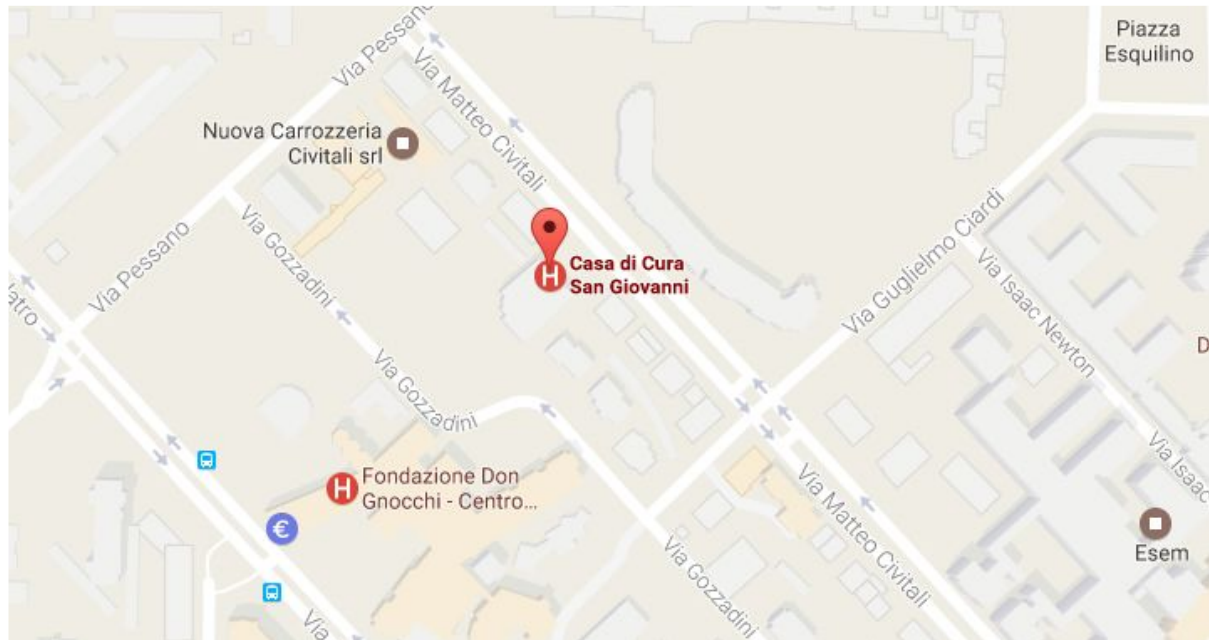 Piazza
Esquilino
Via Pessano
Via Matteo Civitali
Nuova Carrozzeria
Civitali srl
Via Guglielmo Ciardi
Via Gozzadini
Via Pessano
Casa di Cura
San Giovanni
Via Isaac Newton
Via Gozzadini
Via Isaac
Fondazione Don
Gnocchi - Centro...
H
H
€
Via Matteo Civitali
Esem
Via Gozzadini
Via
D